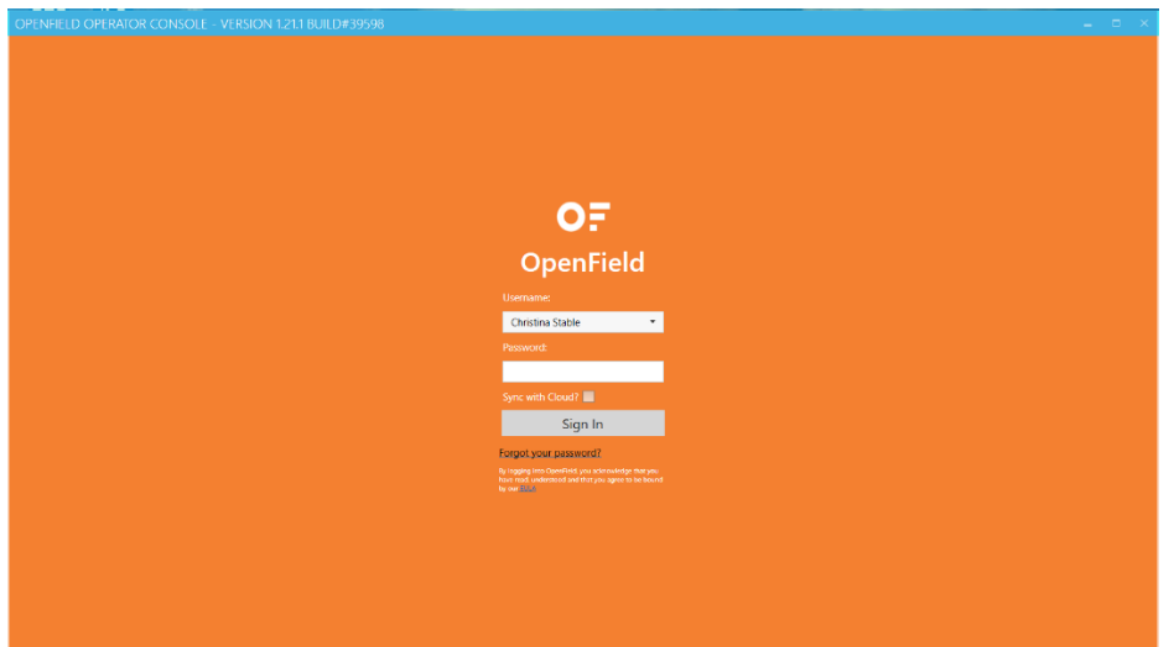 OPENFIELD OPERATOR CONSOLE - VERSION 1.21.1 BUILD#39598
OF
OpenField
Username:
Christina Stable
Password:
Sync with Cloud?
Sign In
Forgot your password?
By logging into OpenField, you acknowledge that you
have read, understood and that you agree to be bound
by our EULA